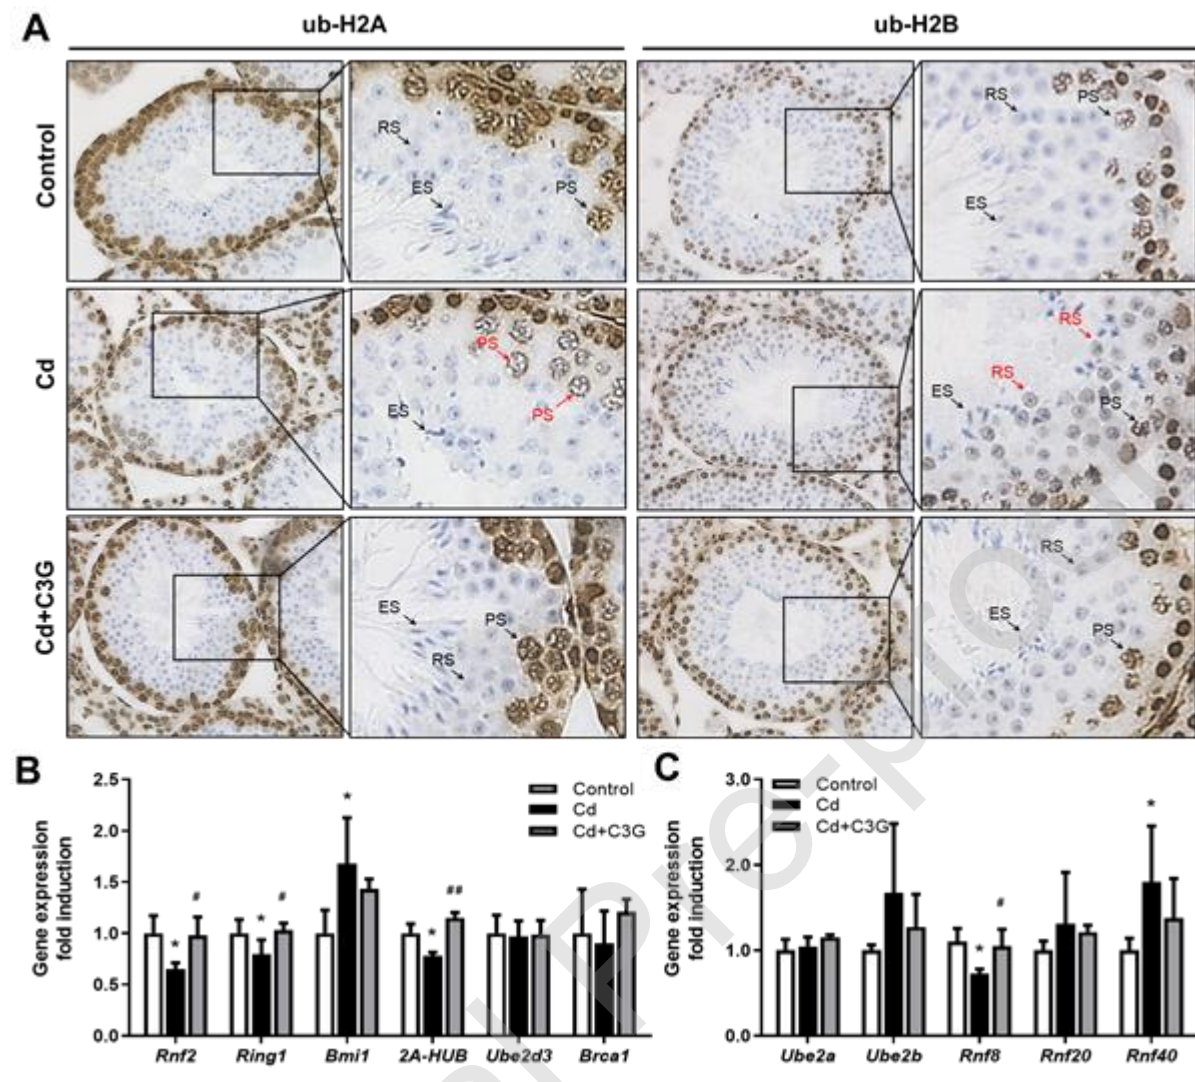 A
ub-H2A
ub-H2B
Control
RS
ES
PS
RS
PS
ES
Cd
PS
PS
ES
RS
RS
ES
PS
Cd+C3G
ES
PS
RS
RS
ES
PS
B
Gene expression
fold induction
2.5
2.0
1.5
1.0
0.5
0.0
Control
Cd
Cd+C3G
* # * # * * ##
Rnf2 Ring1 Bmi1 2A-HUB Ube2d3 Brca1
C
Gene expression
fold induction
3.0
2.0
1.0
0.0
Control
Cd
Cd+C3G
* # *
Ube2a Ube2b Rnf8 Rnf20 Rnf40